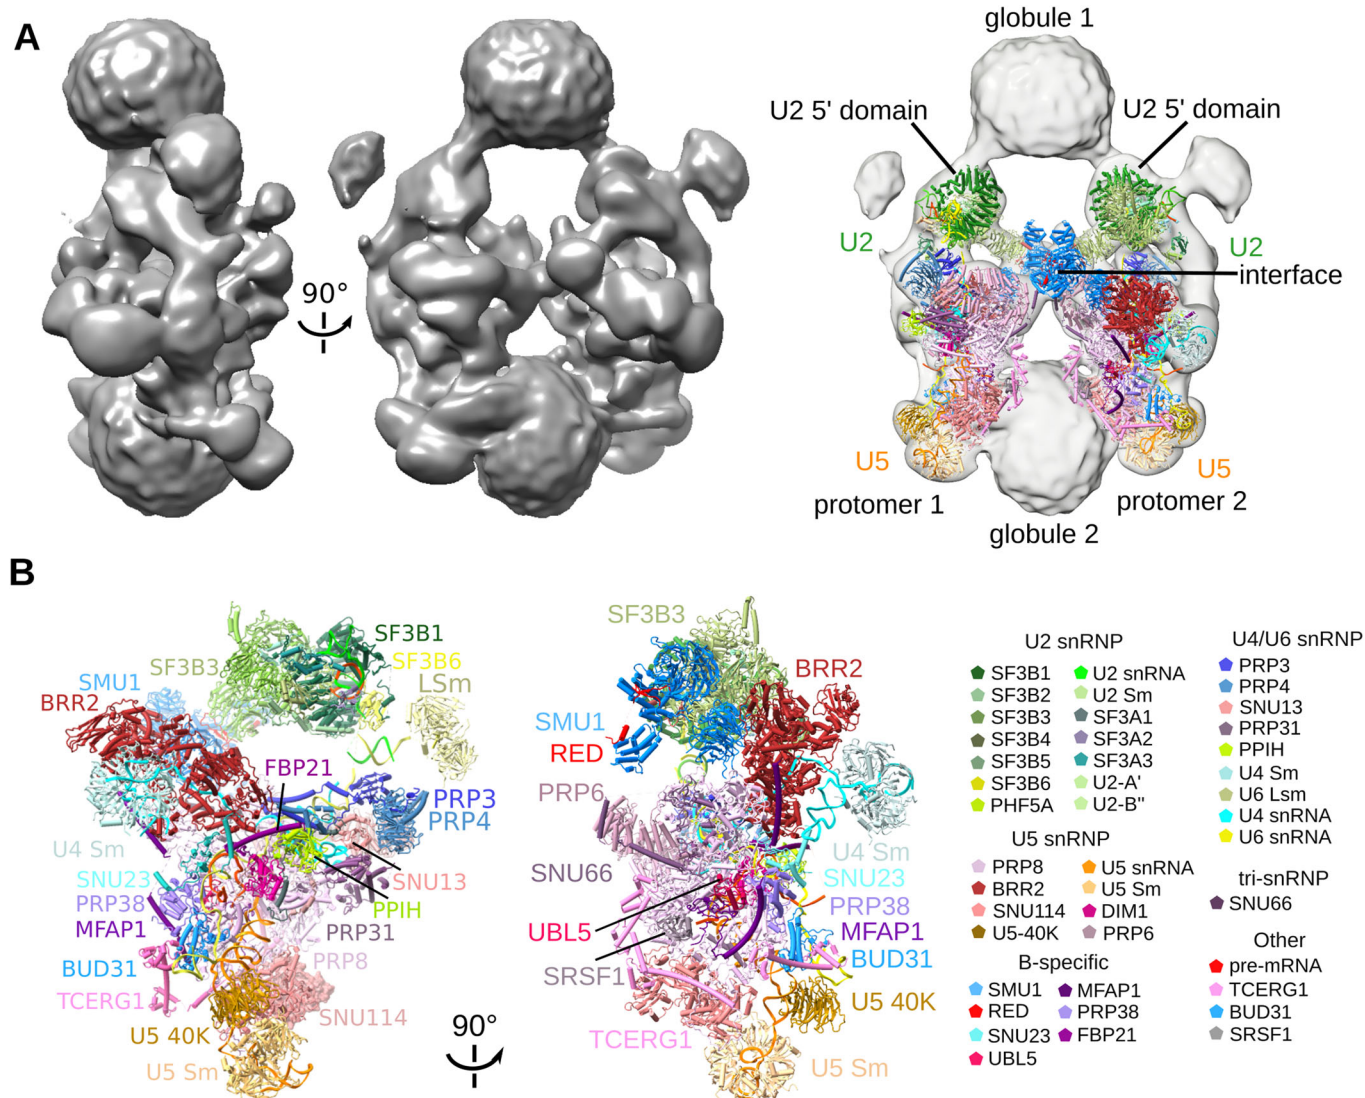 A
globule 1
U2 5' domain
U2 5' domain
U2
U2
interface
90°
U5
U5
protomer 1
protomer 2
globule 2
B
SF3B1
SF3B3
SF3B6
SMU1
LSm
BRR2
FBP21
PRP3
PRP4
U4 Sm
SNU23
SNU13
PRP38
PPIH
MFAP1
PRP31
BUD31
PRP8
TCERG1
SNU114
U5 40K
U5 Sm
90°
SF3B3
BRR2
SMU1
RED
PRP6
U4 Sm
SNU66
SNU23
PRP38
UBL5
MFAP1
SRSF1
BUD31
U5 40K
TCERG1
U5 Sm
U2 snRNP
SF3B1
SF3B2
SF3B3
SF3B4
SF3B5
SF3B6
PHF5A
U2 snRNA
U2 Sm
SF3A1
SF3A2
SF3A3
U2-A'
U2-B"
U5 snRNP
PRP8
BRR2
SNU114
U5-40K
U5 snRNA
U5 Sm
DIM1
PRP6
B-specific
SMU1
RED
SNU23
UBL5
MFAP1
PRP38
FBP21
U4/U6 snRNP
PRP3
PRP4
SNU13
PRP31
PPIH
U4 Sm
U6 Lsm
U4 snRNA
U6 snRNA
tri-snRNP
SNU66
Other
pre-mRNA
TCERG1
BUD31
SRSF1